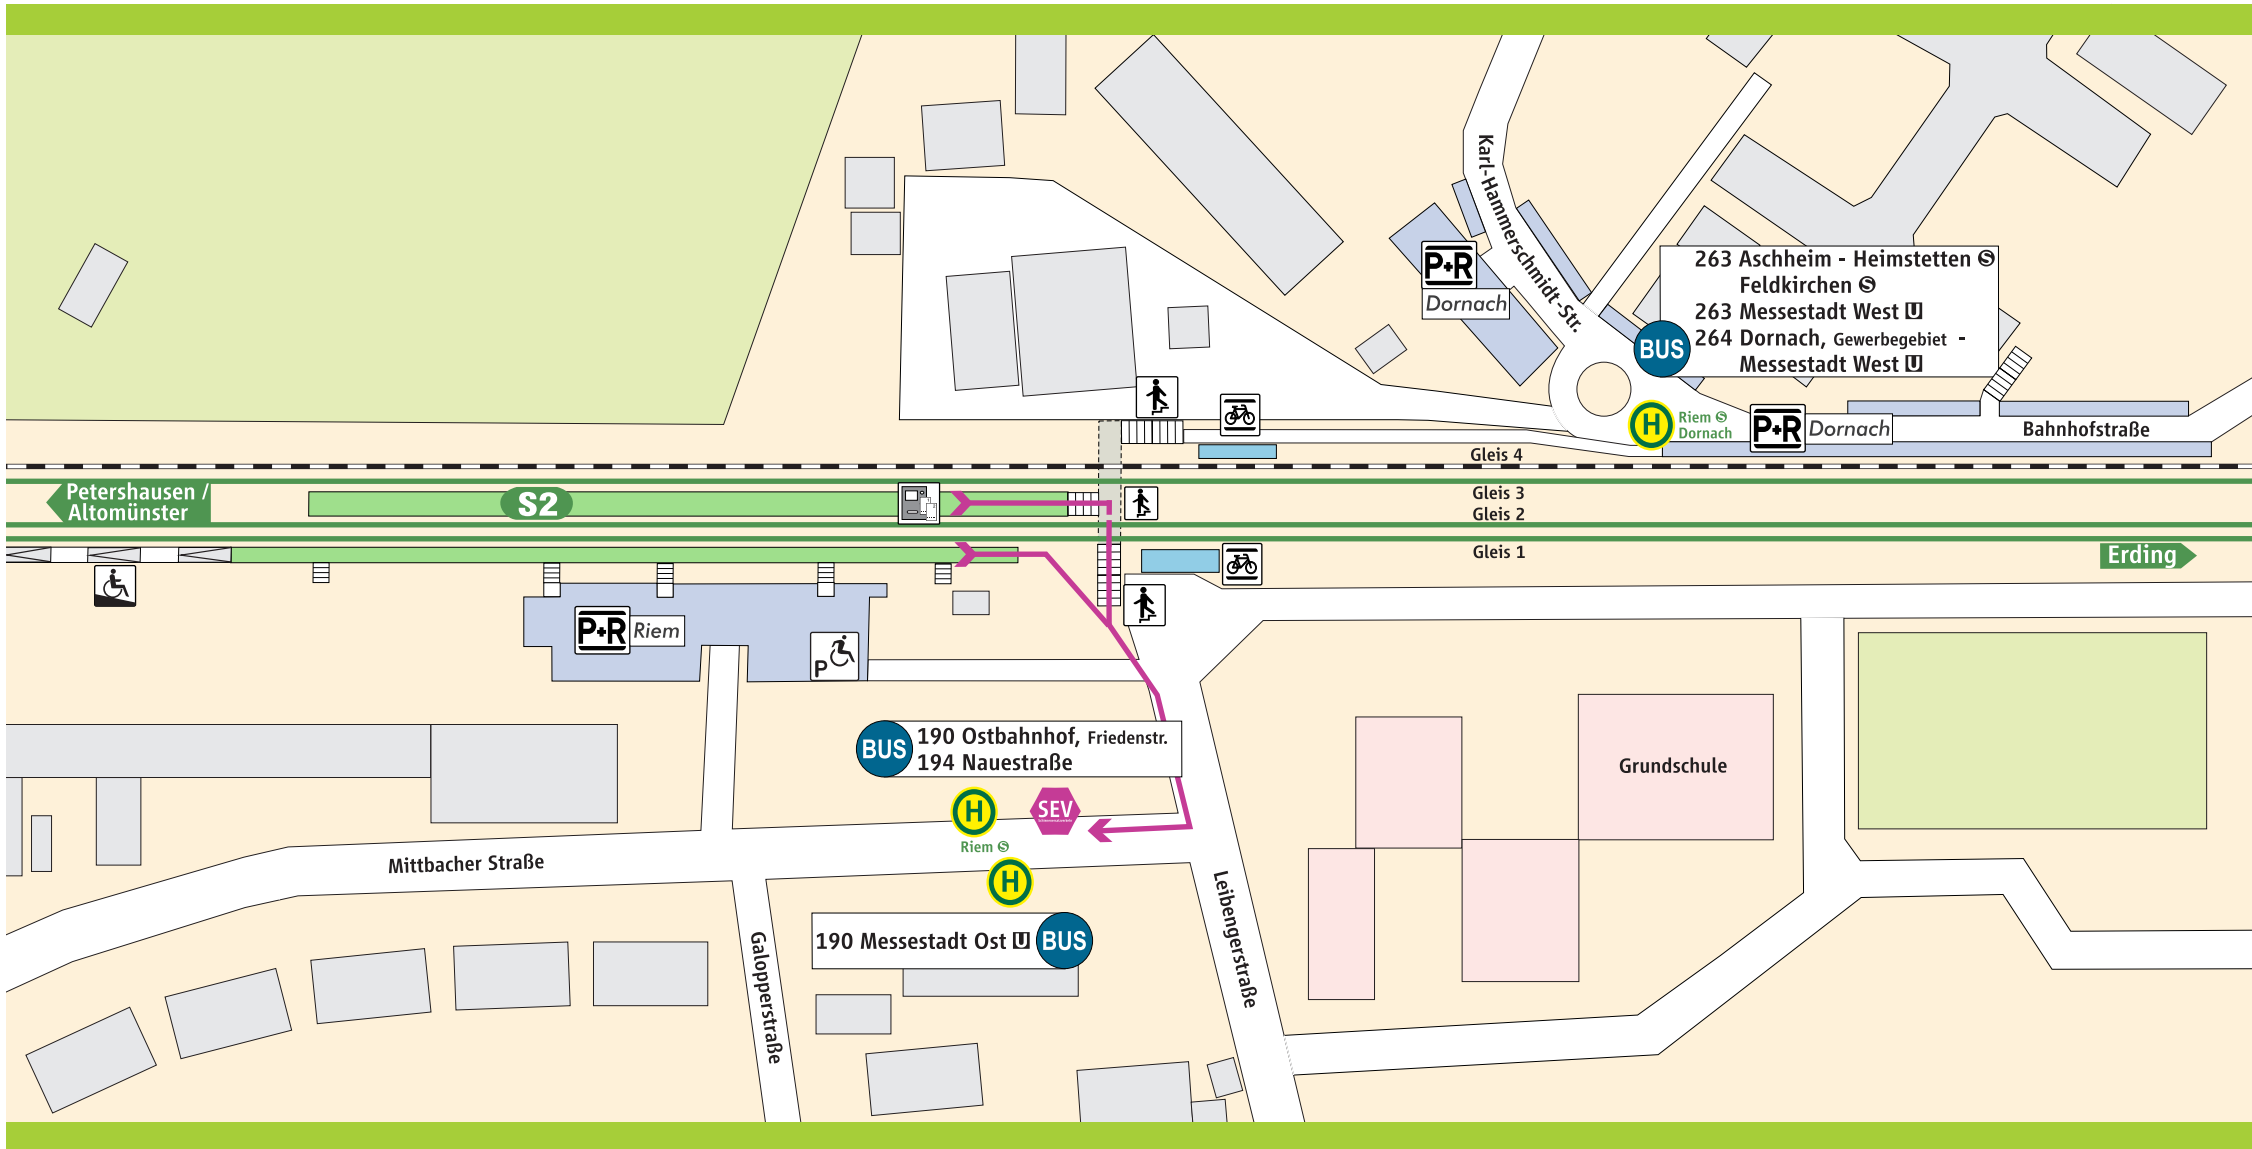 Karl-Hammerschmidt-Str.
P+R
Dornach
263 Aschheim - Heimstetten S
Feldkirchen S
263 Messestadt West U
264 Dornach, Gewerbegebiet -
Messestadt West U
BUS
H
Riem S
Dornach
P+R
Dornach
Bahnhofstraße
Gleis 4
Petershausen /
Altomünster
S2
Gleis 3
Gleis 2
Gleis 1
Erding
P+R
Riem
P
BUS
190 Ostbahnhof, Friedenstr.
194 Nauestraße
Grundschule
H
SEV
Riem S
Mittbacher Straße
H
190 Messestadt Ost U
BUS
Galopperstraße
Leibengerstraße